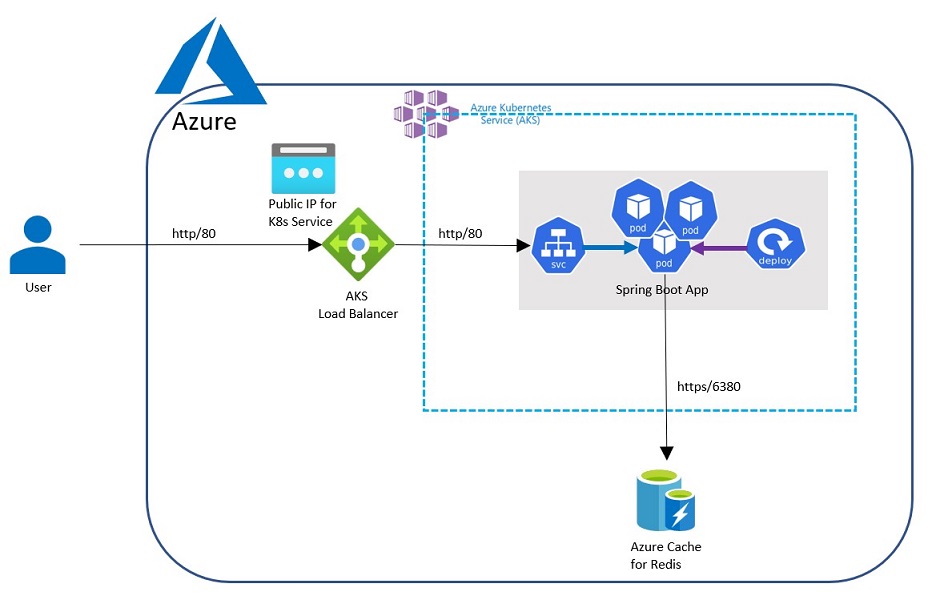 Azure
Azure Kubernetes
Service (AKS)
Public IP for
K8s Service
http/80
http/80
User
AKS
Load Balancer
pod
pod
pod
svc
deploy
Spring Boot App
https/6380
Azure Cache
for Redis